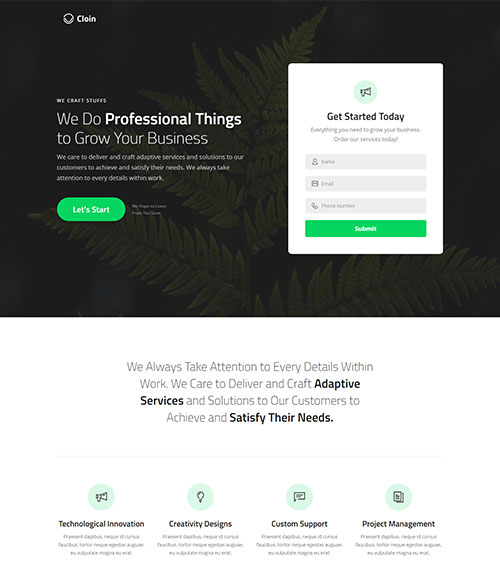 Cloin
WE CRAFT STUFFS
We Do Professional Things
to Grow Your Business
We care to deliver and craft adaptive services and solutions to our
customers to achieve and satisfy their needs. We always take
attention to every details within work.
Let's Start
We Hope to Listen
From You Soon
Get Started Today
Everything you need to grow your business.
Order our services today!
Name
Email
Phone Number
Submit
We Always Take Attention to Every Details Within
Work. We Care to Deliver and Craft Adaptive
Services and Solutions to Our Customers to
Achieve and Satisfy Their Needs.
Technological Innovation
Praesent dapibus, neque id cursus
faucibus, tortor neque egestas auguae,
eu vulputate magna eu erat.
Creativity Designs
Praesent dapibus, neque id cursus
faucibus, tortor neque egestas auguae,
eu vulputate magna eu erat.
Custom Support
Praesent dapibus, neque id cursus
faucibus, tortor neque egestas auguae,
eu vulputate magna eu erat.
Project Management
Praesent dapibus, neque id cursus
faucibus, tortor neque egestas auguae,
eu vulputate magna eu erat.